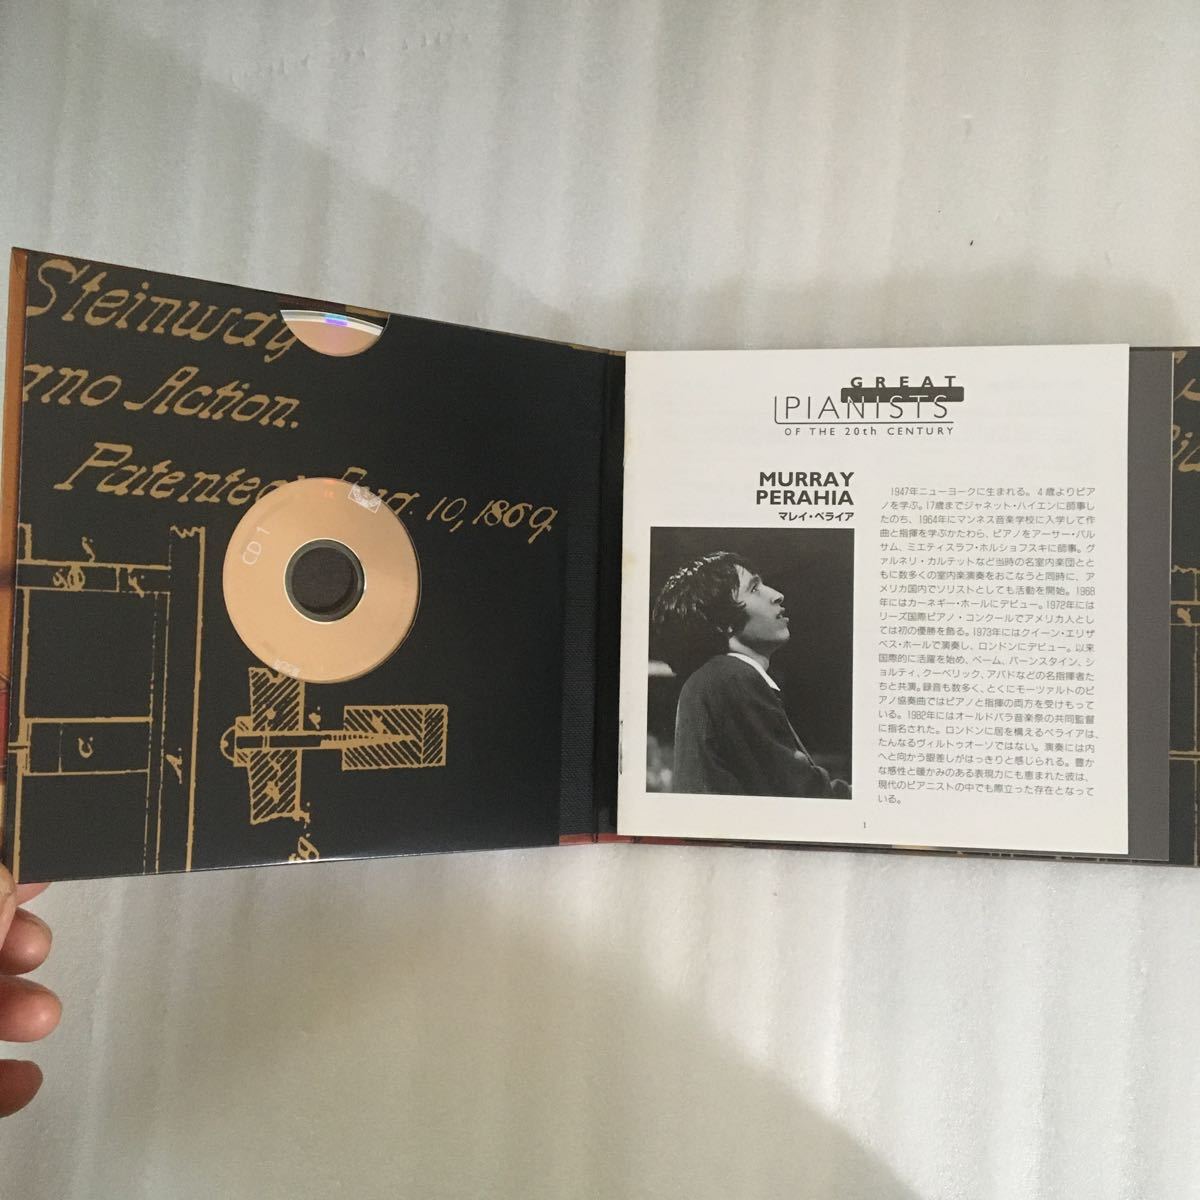 Steinway
ano Action.
Patented Aug. 10, 1869.
CD 1
GREAT
PIANISTS
OF THE 20th CENTURY
MURRAY
PERAHIA
マレイ・ペライア
1947年ニューヨークに生まれる。4歳よりピア
ノを学ぶ。17歳までジャネット・ハイエンに師事し
たのち、1964年にマンネス音楽学校に入学して作
曲と指揮を学ぶかたわら、ピアノをアーサー・バル
サム、ミエティスラフ・ホルショフスキに師事。グ
ァルネリ・カルテットなど当時の名室内楽団とと
もに数多くの室内楽演奏をおこなうと同時に、ア
メリカ国内でソリストとしても活動を開始。1968
年にはカーネギー・ホールにデビュー。1972年には
リーズ国際ピアノ・コンクールでアメリカ人とし
ては初の優勝を飾る。1973年にはクイーン・エリザ
ベス・ホールで演奏し、ロンドンにデビュー。以来
国際的に活躍を始め、ベーム、バーンスタイン、シ
ョルティ、クーベリック、アバドなどの名指揮者た
ちと共演。録音も数多く、とくにモーツァルトのピ
アノ協奏曲ではピアノと指揮の両方を受けもって
いる。1982年にはオールドバラ音楽祭の共同監督
に指名された。ロンドンに居を構えるペライアは、
たんなるヴィルトゥオーソではない。演奏には内
へと向かう眼差しがはっきりと感じられる。豊か
な感性と暖かみのある表現力にも恵まれた彼は、
現代のピアニストの中でも際立った存在となって
いる。
1